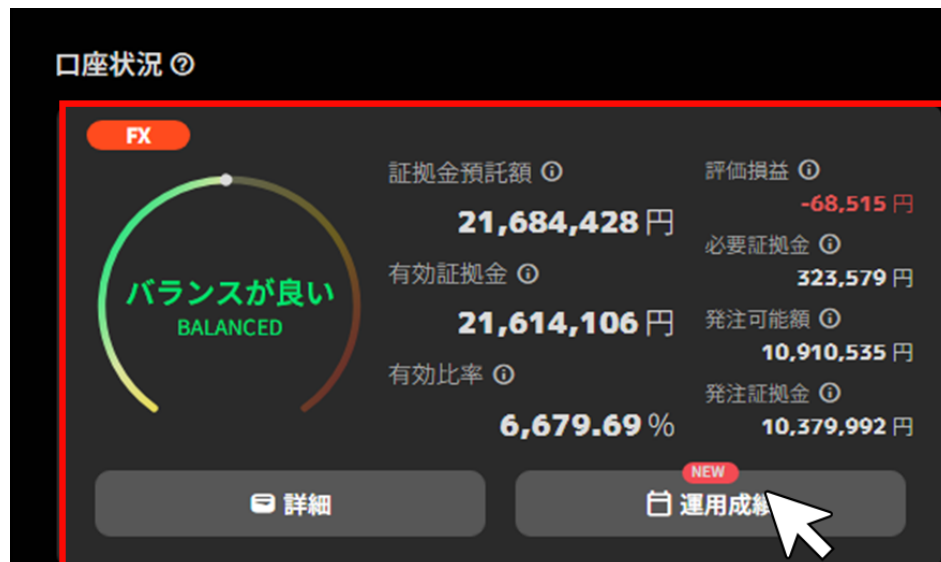 口座状況
FX
バランスが良い
BALANCED
証拠金預託額
21,684,428円
有効証拠金
21,614,106円
有効比率
6,679.69%
評価損益
-68,515円
必要証拠金
323,579円
発注可能額
10,910,535円
発注証拠金
10,379,992円
詳細
NEW
運用成績